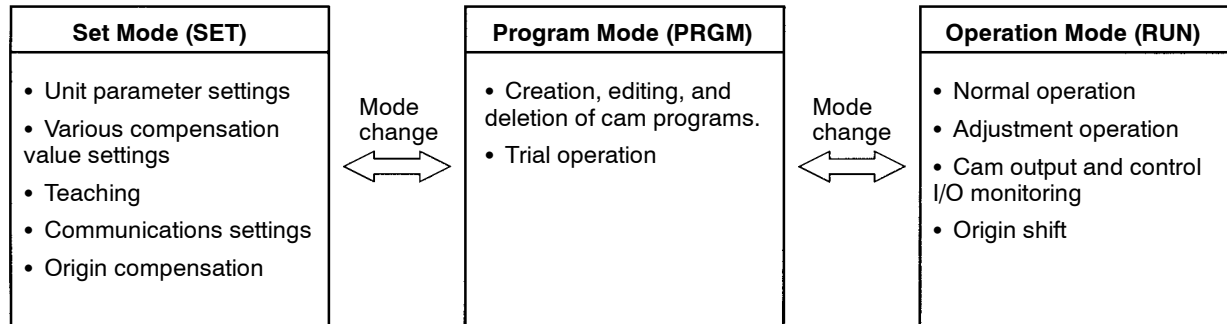 Set Mode (SET)
• Unit parameter settings
• Various compensation
value settings
• Teaching
• Communications settings
• Origin compensation
Mode
change
Program Mode (PRGM)
• Creation, editing, and
deletion of cam programs.
• Trial operation
Mode
change
Operation Mode (RUN)
• Normal operation
• Adjustment operation
• Cam output and control
I/O monitoring
• Origin shift